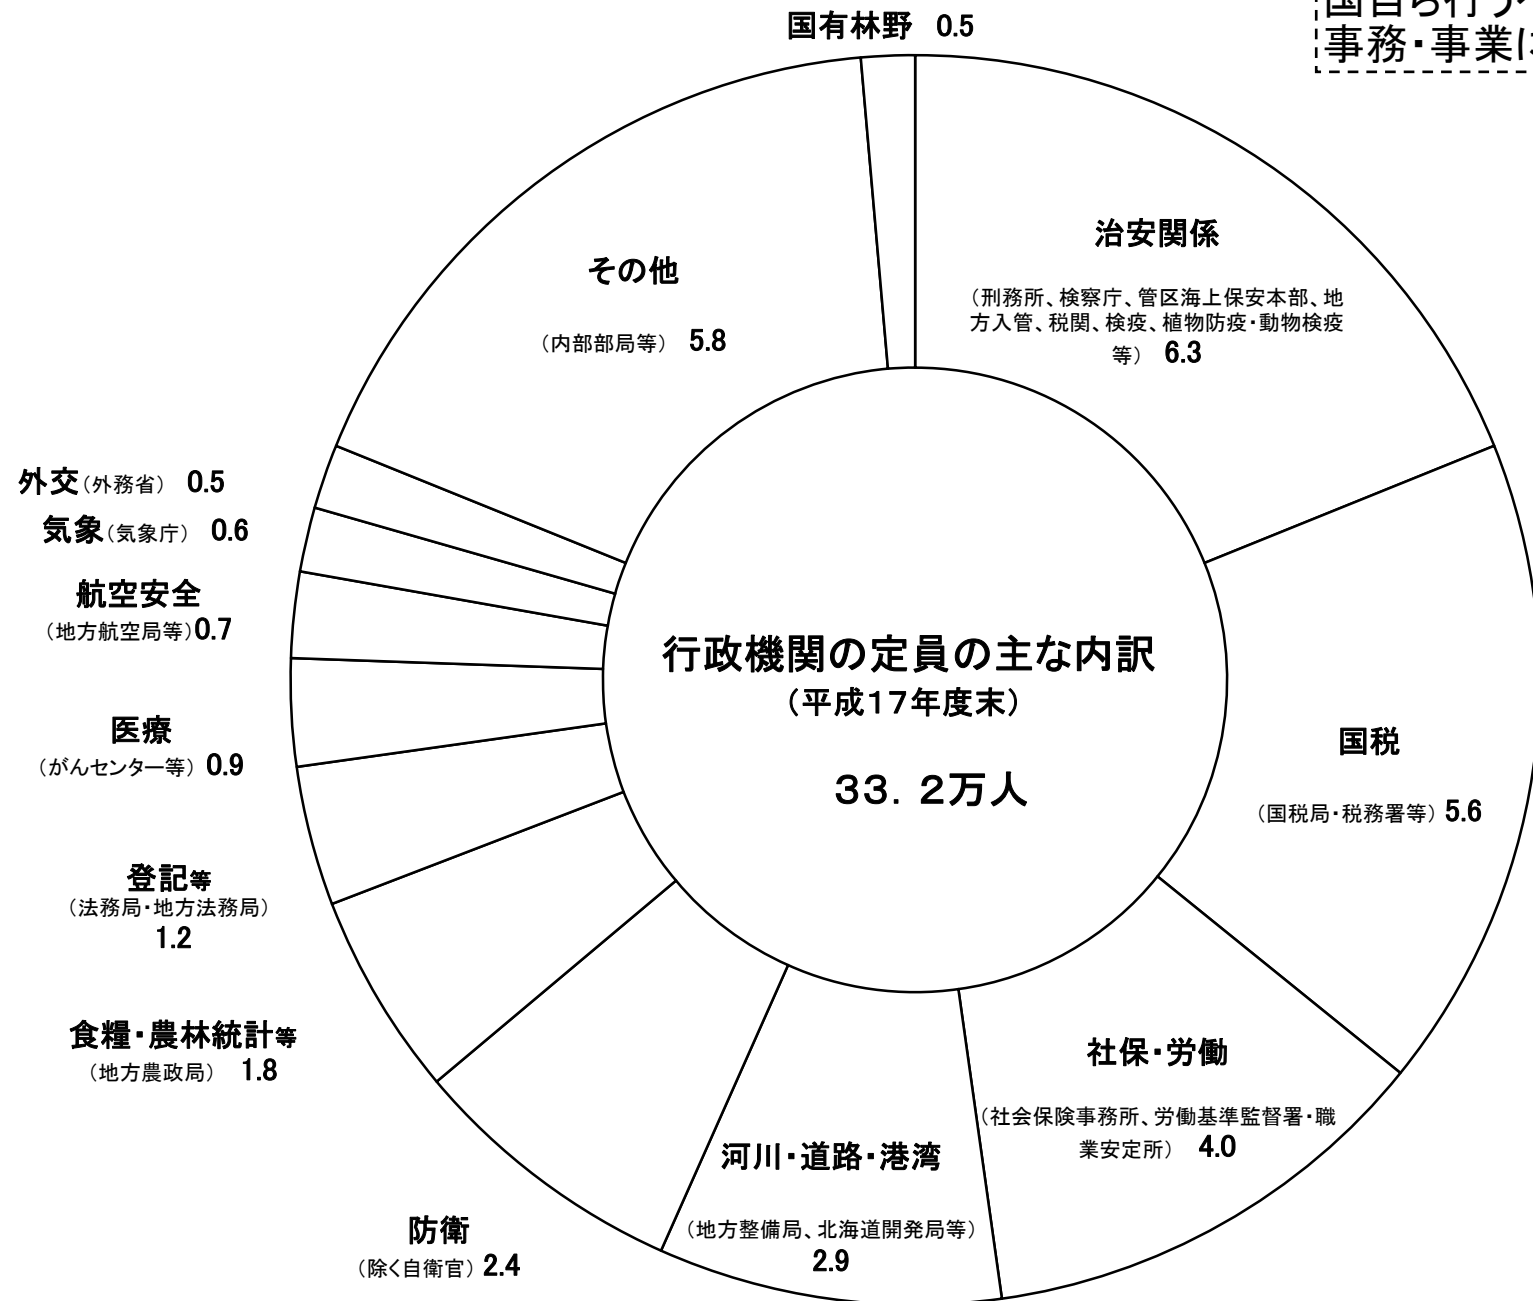 国有林野 0.5
国自ら行う
事務・事業に
治安関係
（刑務所、検察庁、管区海上保安本部、地
方入管、税関、検疫、植物防疫・動物検疫
等） 6.3
その他
（内部部局等） 5.8
外交（外務省） 0.5
気象（気象庁） 0.6
航空安全
（地方航空局等）0.7
医療
（がんセンター等） 0.9
登記等
（法務局・地方法務局）
1.2
食糧・農林統計等
（地方農政局） 1.8
防衛
（除く自衛官） 2.4
河川・道路・港湾
（地方整備局、北海道開発局等）
2.9
社保・労働
（社会保険事務所、労働基準監督署・職
業安定所） 4.0
国税
（国税局・税務署等） 5.6
行政機関の定員の主な内訳
（平成１７年度末）
３３．２万人